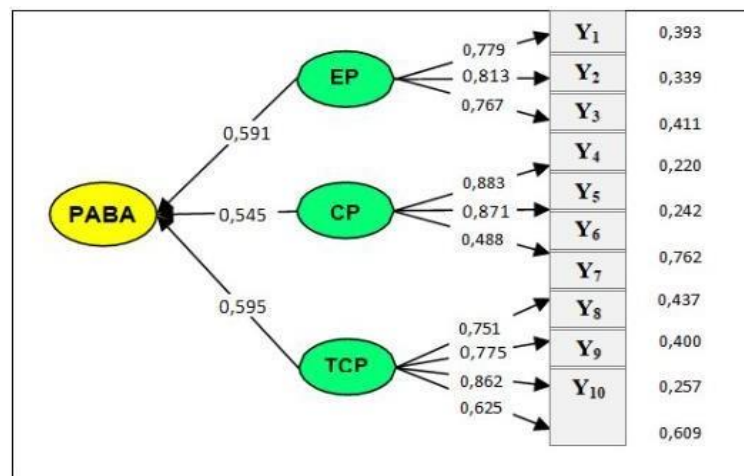 Y₁ 0,393
0,779
EP 0,813 Y₂ 0,339
0,767 Y₃ 0,411
0,591
Y₄ 0,220
0,883 Y₅ 0,242
PABA 0,545 CP 0,871
0,488 Y₆ 0,762
Y₇
0,595 0,437
0,751 Y₈
0,775 Y₉ 0,400
TCP 0,862 Y₁₀ 0,257
0,625
0,609